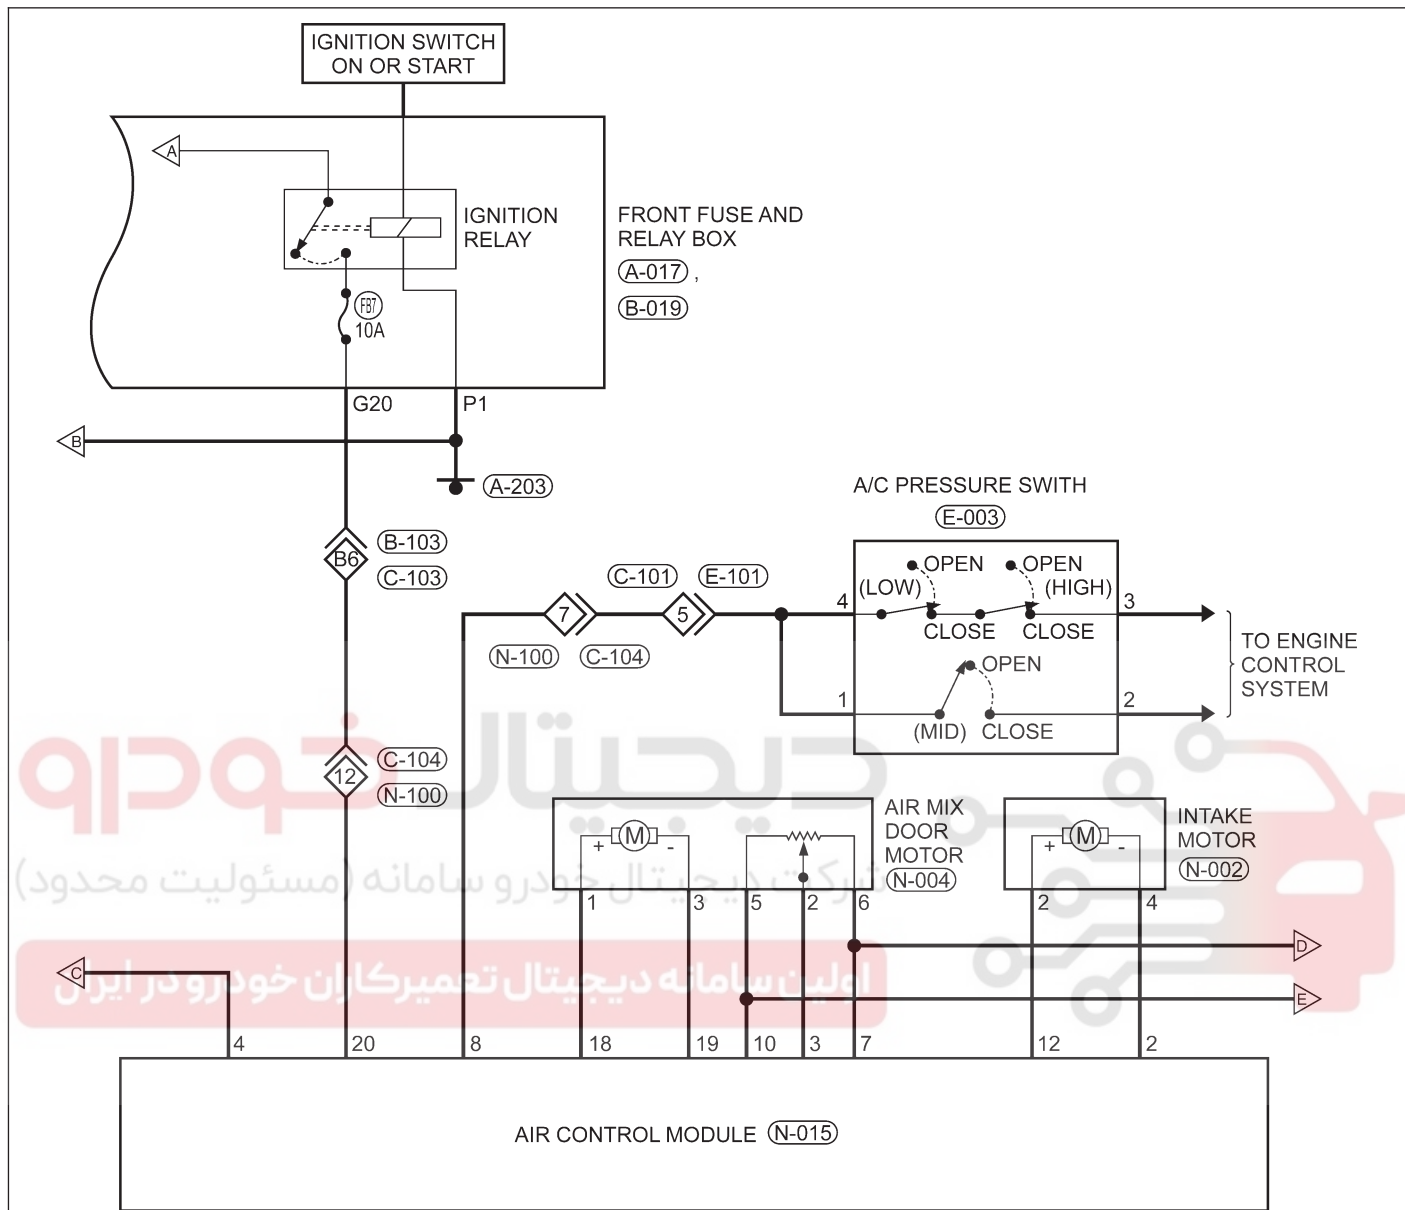 IGNITION SWITCH
ON OR START
A
IGNITION
RELAY
FRONT FUSE AND
RELAY BOX
A-017 ,
B-019
FB7
10A
G20
P1
B
A-203
A/C PRESSURE SWITH
E-003
B-103
B6
C-103
C-101
E-101
OPEN
OPEN
(LOW)
(HIGH)
4
3
7
5
CLOSE
CLOSE
N-100
C-104
OPEN
TO ENGINE
CONTROL
SYSTEM
1
2
(MID)
CLOSE
دیجیتال خودرو
C-104
12
N-100
AIR MIX
DOOR
MOTOR
N-004
INTAKE
MOTOR
N-002
+ M -
+ M -
شرکت دیجیتال خودرو سامانه (مسئولیت محدود)
1
3
5
2
6
2
4
D
C
اولین سامانه دیجیتال تعمیرکاران خودرو در ایران
E
4
20
8
18
19
10
3
7
12
2
AIR CONTROL MODULE N-015